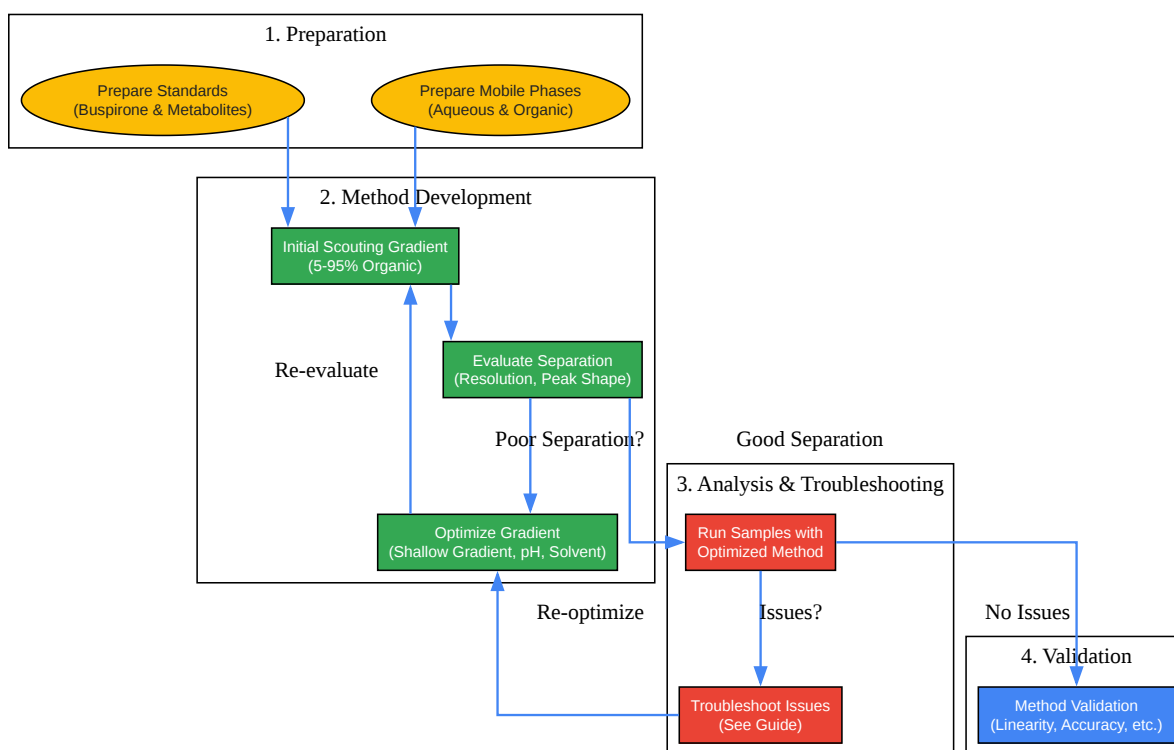 1. Preparation
Prepare Standards
(Buspirone & Metabolites)
Prepare Mobile Phases
(Aqueous & Organic)
2. Method Development
Initial Scouting Gradient
(5-95% Organic)
Re-evaluate
Evaluate Separation
(Resolution, Peak Shape)
Poor Separation?
Good Separation
3. Analysis & Troubleshooting
Optimize Gradient
(Shallow Gradient, pH, Solvent)
Run Samples with
Optimized Method
Re-optimize
Issues?
No Issues
4. Validation
Troubleshoot Issues
(See Guide)
Method Validation
(Linearity, Accuracy, etc.)